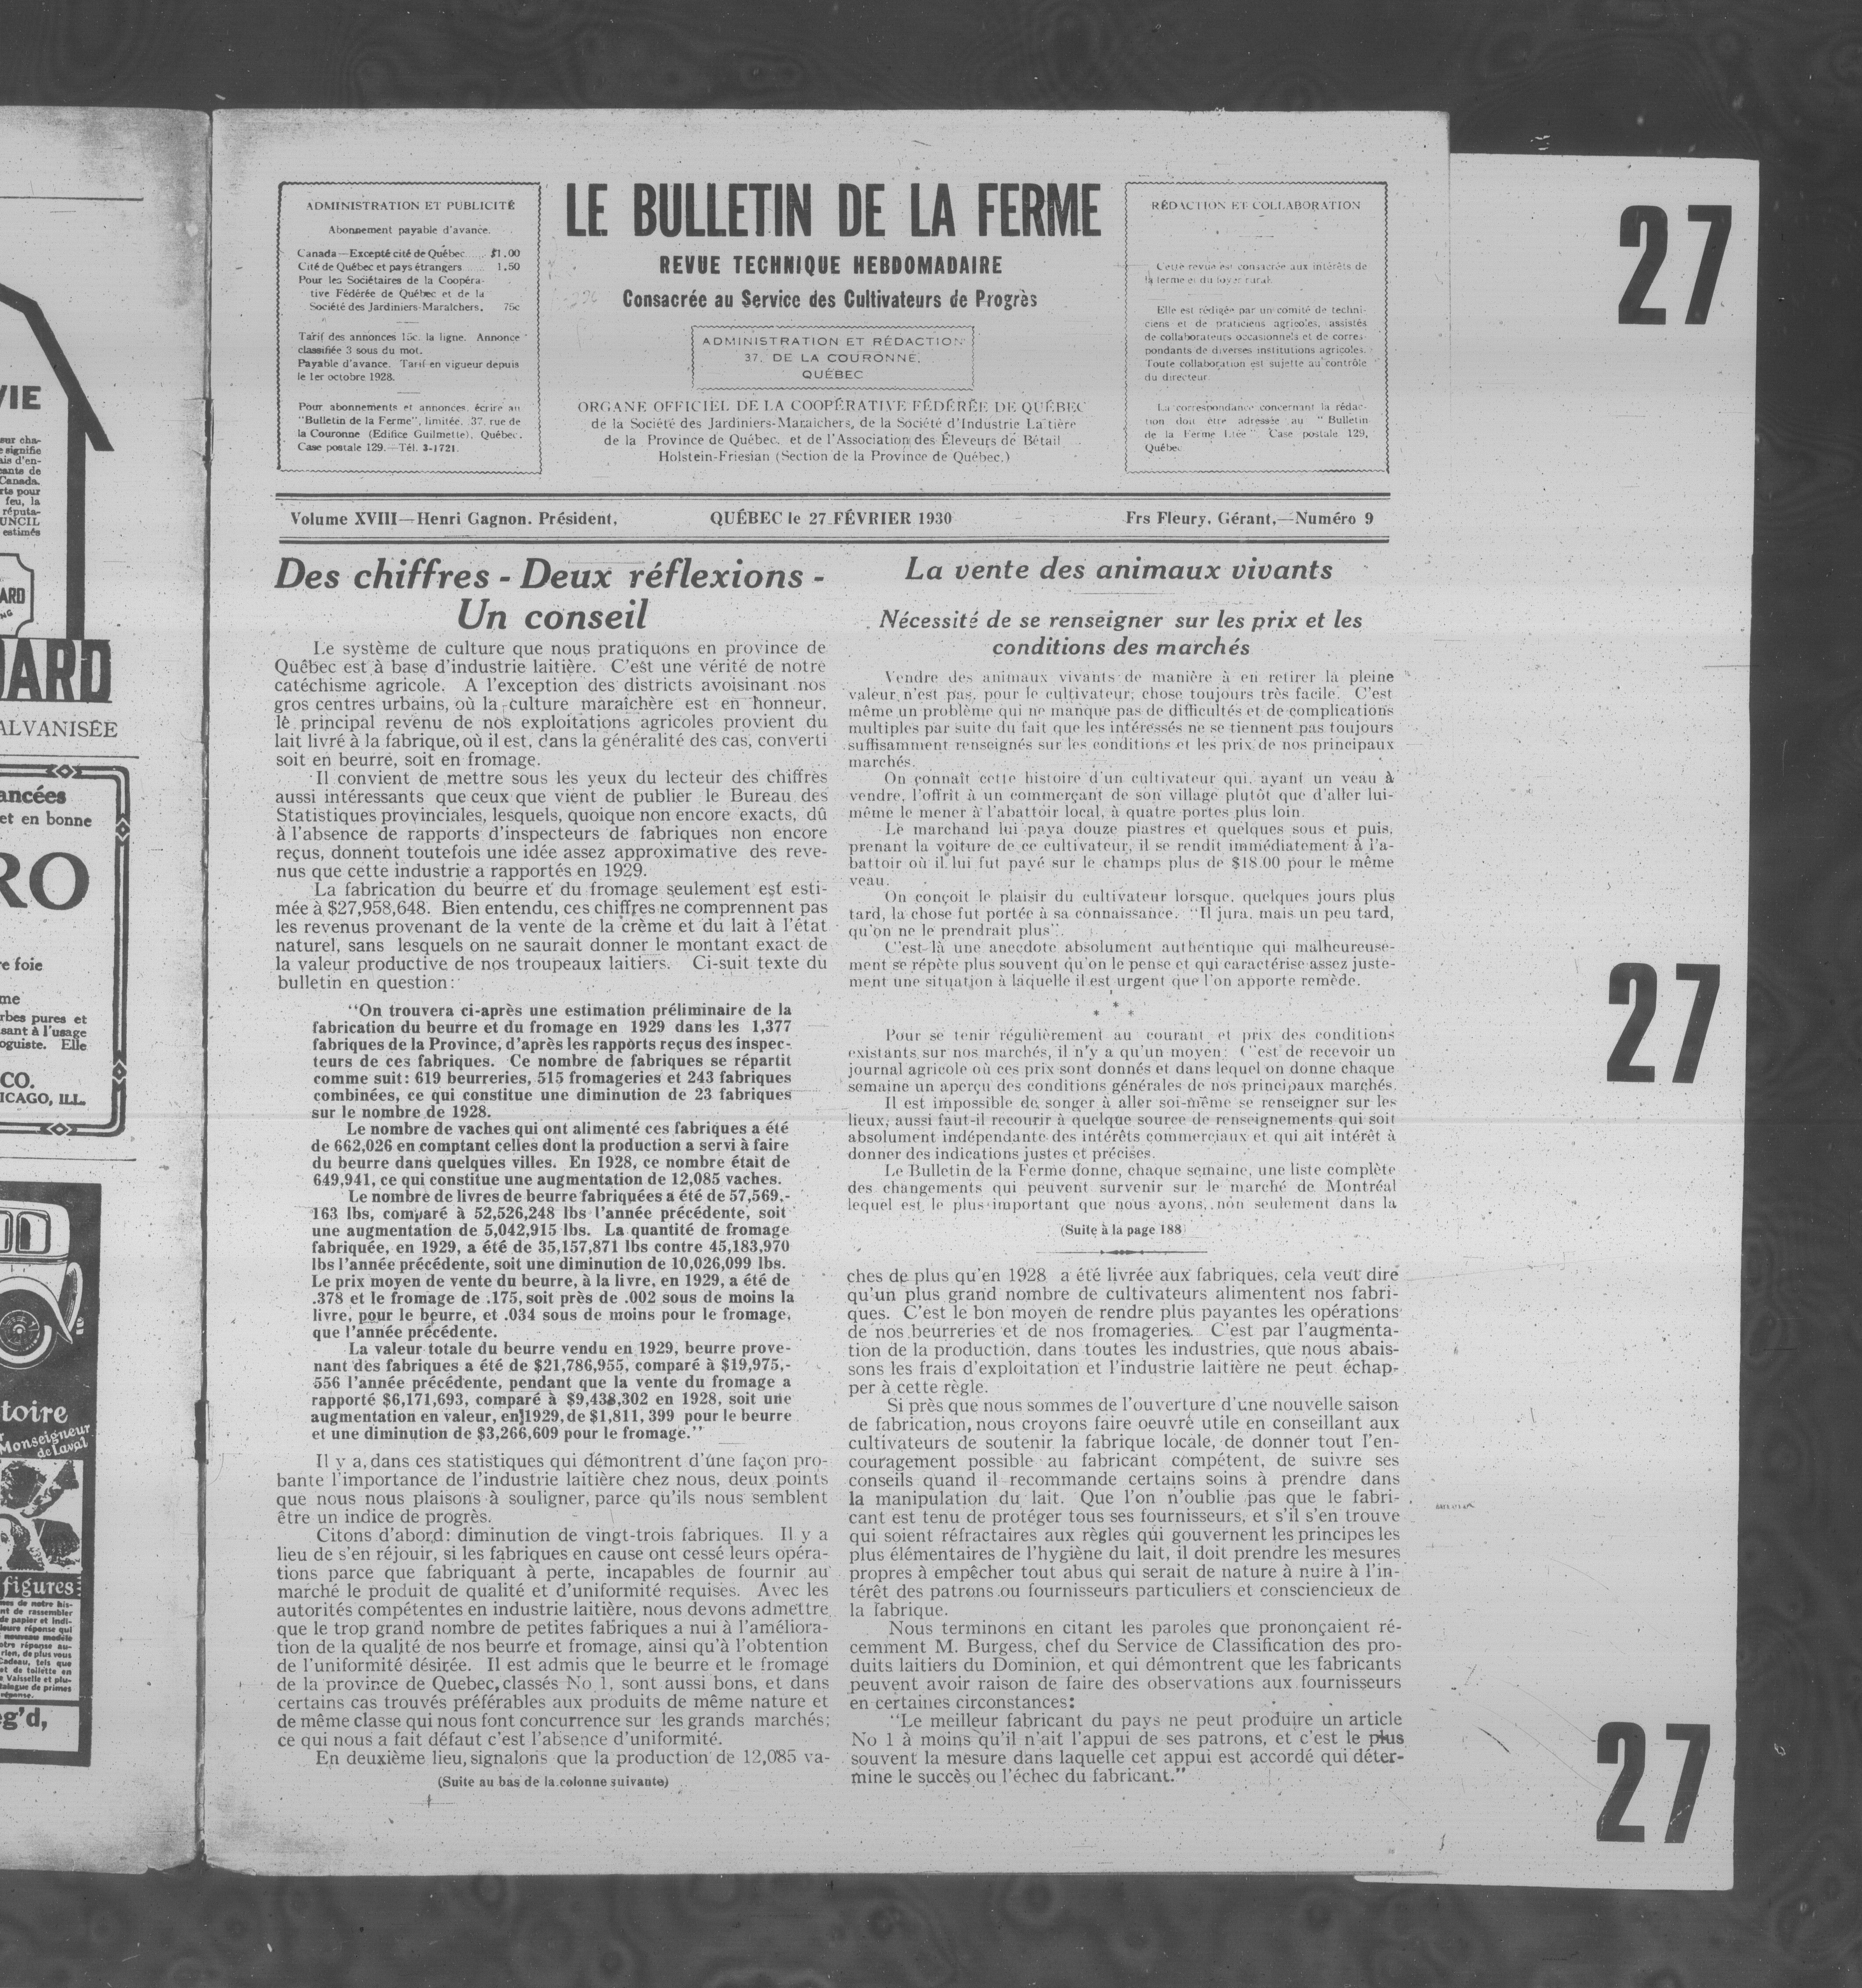 VIE
sur cha-
signifie
ais d'en-
ants de
Canada.
rts pour
feu, la
réputa-
UNCIL
estimés
ARD
ARD
ALVANISÉE
ancées
et en bonne
RO
e foie
me
rbes pures et
sant à l'usage
oguiste. Elle
CO.
ICAGO, ILL.
toire
Monseigneur
de Laval
figures
eg'd,
ADMINISTRATION ET PUBLICITÉ
Abonnement payable d'avance.
Canada—Excepté cité de Québec..... $1.00
Cité de Québec et pays étrangers ..... 1.50
Pour les Sociétaires de la Coopéra-
tive Fédérée de Québec et de la
Société des Jardiniers-Maraîchers, 75c
Tarif des annonces 15c. la ligne. Annonce
classifiée 3 sous du mot.
Payable d'avance. Tarif en vigueur depuis
le 1er octobre 1928.
Pour abonnements et annonces, écrire au
"Bulletin de la Ferme", limitée, 37, rue de
la Couronne (Edifice Guilmette), Québec.
Case postale 129.—Tél. 3-1721.
LE BULLETIN DE LA FERME
REVUE TECHNIQUE HEBDOMADAIRE
Consacrée au Service des Cultivateurs de Progrès
ADMINISTRATION ET RÉDACTION
37, DE LA COURONNE,
QUÉBEC
ORGANE OFFICIEL DE LA COOPÉRATIVE FÉDÉRÉE DE QUÉBEC
de la Société des Jardiniers-Maraîchers, de la Société d'Industrie Laitière
de la Province de Québec, et de l'Association des Éleveurs de Bétail
Holstein-Friesian (Section de la Province de Québec.)
RÉDACTION ET COLLABORATION
Cette revue est consacrée aux intérêts de
la ferme et du foyer rural.
Elle est rédigée par un comité de techni-
ciens et de praticiens agricoles, assistés
de collaborateurs occasionnels et de corres-
pondants de diverses institutions agricoles.
Toute collaboration est sujette au contrôle
du directeur.
La correspondance concernant la rédac-
tion doit être adressée au "Bulletin
de la Ferme Ltée" Case postale 129,
Québec
Volume XVIII—Henri Gagnon. Président, QUÉBEC le 27 FÉVRIER 1930 Frs Fleury, Gérant,—Numéro 9
Des chiffres - Deux réflexions -
Un conseil
Le système de culture que nous pratiquons en province de
Québec est à base d'industrie laitière. C'est une vérité de notre
catéchisme agricole. A l'exception des districts avoisinant nos
gros centres urbains, où la culture maraîchère est en honneur,
le principal revenu de nos exploitations agricoles provient du
lait livré à la fabrique, où il est, dans la généralité des cas, converti
soit en beurre, soit en fromage.
Il convient de mettre sous les yeux du lecteur des chiffres
aussi intéressants que ceux que vient de publier le Bureau des
Statistiques provinciales, lesquels, quoique non encore exacts, dû
à l'absence de rapports d'inspecteurs de fabriques non encore
reçus, donnent toutefois une idée assez approximative des reve-
nus que cette industrie a rapportés en 1929.
La fabrication du beurre et du fromage seulement est esti-
mée à $27,958,648. Bien entendu, ces chiffres ne comprennent pas
les revenus provenant de la vente de la crème et du lait à l'état
naturel, sans lesquels on ne saurait donner le montant exact de
la valeur productive de nos troupeaux laitiers. Ci-suit texte du
bulletin en question:
"On trouvera ci-après une estimation préliminaire de la
fabrication du beurre et du fromage en 1929 dans les 1,377
fabriques de la Province, d'après les rapports reçus des inspec-
teurs de ces fabriques. Ce nombre de fabriques se répartit
comme suit: 619 beurreries, 515 fromageries et 243 fabriques
combinées, ce qui constitue une diminution de 23 fabriques
sur le nombre de 1928.
Le nombre de vaches qui ont alimenté ces fabriques a été
de 662,026 en comptant celles dont la production a servi à faire
du beurre dans quelques villes. En 1928, ce nombre était de
649,941, ce qui constitue une augmentation de 12,085 vaches.
Le nombre de livres de beurre fabriquées a été de 57,569,-
163 lbs, comparé à 52,526,248 lbs l'année précédente, soit
une augmentation de 5,042,915 lbs. La quantité de fromage
fabriquée, en 1929, a été de 35,157,871 lbs contre 45,183,970
lbs l'année précédente, soit une diminution de 10,026,099 lbs.
Le prix moyen de vente du beurre, à la livre, en 1929, a été de
.378 et le fromage de .175, soit près de .002 sous de moins la
livre, pour le beurre, et .034 sous de moins pour le fromage,
que l'année précédente.
La valeur totale du beurre vendu en 1929, beurre prove-
nant des fabriques a été de $21,786,955, comparé à $19,975,-
556 l'année précédente, pendant que la vente du fromage a
rapporté $6,171,693, comparé à $9,438,302 en 1928, soit une
augmentation en valeur, en 1929, de $1,811, 399 pour le beurre
et une diminution de $3,266,609 pour le fromage."
Il y a, dans ces statistiques qui démontrent d'une façon pro-
bante l'importance de l'industrie laitière chez nous, deux points
que nous nous plaisons à souligner, parce qu'ils nous semblent
être un indice de progrès.
Citons d'abord: diminution de vingt-trois fabriques. Il y a
lieu de s'en réjouir, si les fabriques en cause ont cessé leurs opéra-
tions parce que fabriquant à perte, incapables de fournir au
marché le produit de qualité et d'uniformité requises. Avec les
autorités compétentes en industrie laitière, nous devons admettre
que le trop grand nombre de petites fabriques a nui à l'améliora-
tion de la qualité de nos beurre et fromage, ainsi qu'à l'obtention
de l'uniformité désirée. Il est admis que le beurre et le fromage
de la province de Quebec, classés No 1, sont aussi bons, et dans
certains cas trouvés préférables aux produits de même nature et
de même classe qui nous font concurrence sur les grands marchés;
ce qui nous a fait défaut c'est l'absence d'uniformité.
En deuxième lieu, signalons que la production de 12,085 va-
(Suite au bas de la colonne suivante)
La vente des animaux vivants
Nécessité de se renseigner sur les prix et les
conditions des marchés
Vendre des animaux vivants de manière à en retirer la pleine
valeur n'est pas, pour le cultivateur, chose toujours très facile. C'est
même un problème qui ne manque pas de difficultés et de complications
multiples par suite du fait que les intéressés ne se tiennent pas toujours
suffisamment renseignés sur les conditions et les prix de nos principaux
marchés.
On connaît cette histoire d'un cultivateur qui, ayant un veau à
vendre, l'offrit à un commerçant de son village plutôt que d'aller lui-
même le mener à l'abattoir local, à quatre portes plus loin.
Le marchand lui paya douze piastres et quelques sous et puis,
prenant la voiture de ce cultivateur, il se rendit immédiatement à l'a-
battoir où il lui fut payé sur le champs plus de $18.00 pour le même
veau.
On conçoit le plaisir du cultivateur lorsque, quelques jours plus
tard, la chose fut portée à sa connaissance. "Il jura, mais un peu tard,
qu'on ne le prendrait plus".
C'est là une anecdote absolument authentique qui malheureuse-
ment se répète plus souvent qu'on le pense et qui caractérise assez juste-
ment une situation à laquelle il est urgent que l'on apporte remède.
* * *
Pour se tenir régulièrement au courant et prix des conditions
existants sur nos marchés, il n'y a qu'un moyen: C'est de recevoir un
journal agricole où ces prix sont donnés et dans lequel on donne chaque
semaine un aperçu des conditions générales de nos principaux marchés.
Il est impossible de songer à aller soi-même se renseigner sur les
lieux, aussi faut-il recourir à quelque source de renseignements qui soit
absolument indépendante des intérêts commerciaux et qui ait intérêt à
donner des indications justes et précises.
Le Bulletin de la Ferme donne, chaque semaine, une liste complète
des changements qui peuvent survenir sur le marché de Montréal
lequel est le plus important que nous ayons, non seulement dans la
(Suite à la page 188)
ches de plus qu'en 1928 a été livrée aux fabriques, cela veut dire
qu'un plus grand nombre de cultivateurs alimentent nos fabri-
ques. C'est le bon moyen de rendre plus payantes les opérations
de nos beurreries et de nos fromageries. C'est par l'augmenta-
tion de la production, dans toutes les industries, que nous abais-
sons les frais d'exploitation et l'industrie laitière ne peut échap-
per à cette règle.
Si près que nous sommes de l'ouverture d'une nouvelle saison
de fabrication, nous croyons faire oeuvre utile en conseillant aux
cultivateurs de soutenir la fabrique locale, de donner tout l'en-
couragement possible au fabricant compétent, de suivre ses
conseils quand il recommande certains soins à prendre dans
la manipulation du lait. Que l'on n'oublie pas que le fabri-
cant est tenu de protéger tous ses fournisseurs, et s'il s'en trouve
qui soient réfractaires aux règles qui gouvernent les principes les
plus élémentaires de l'hygiène du lait, il doit prendre les mesures
propres à empêcher tout abus qui serait de nature à nuire à l'in-
térêt des patrons ou fournisseurs particuliers et consciencieux de
la fabrique.
Nous terminons en citant les paroles que prononçaient ré-
cemment M. Burgess, chef du Service de Classification des pro-
duits laitiers du Dominion, et qui démontrent que les fabricants
peuvent avoir raison de faire des observations aux fournisseurs
en certaines circonstances:
"Le meilleur fabricant du pays ne peut produire un article
No 1 à moins qu'il n'ait l'appui de ses patrons, et c'est le plus
souvent la mesure dans laquelle cet appui est accordé qui déter-
mine le succès ou l'échec du fabricant."
27
27
27